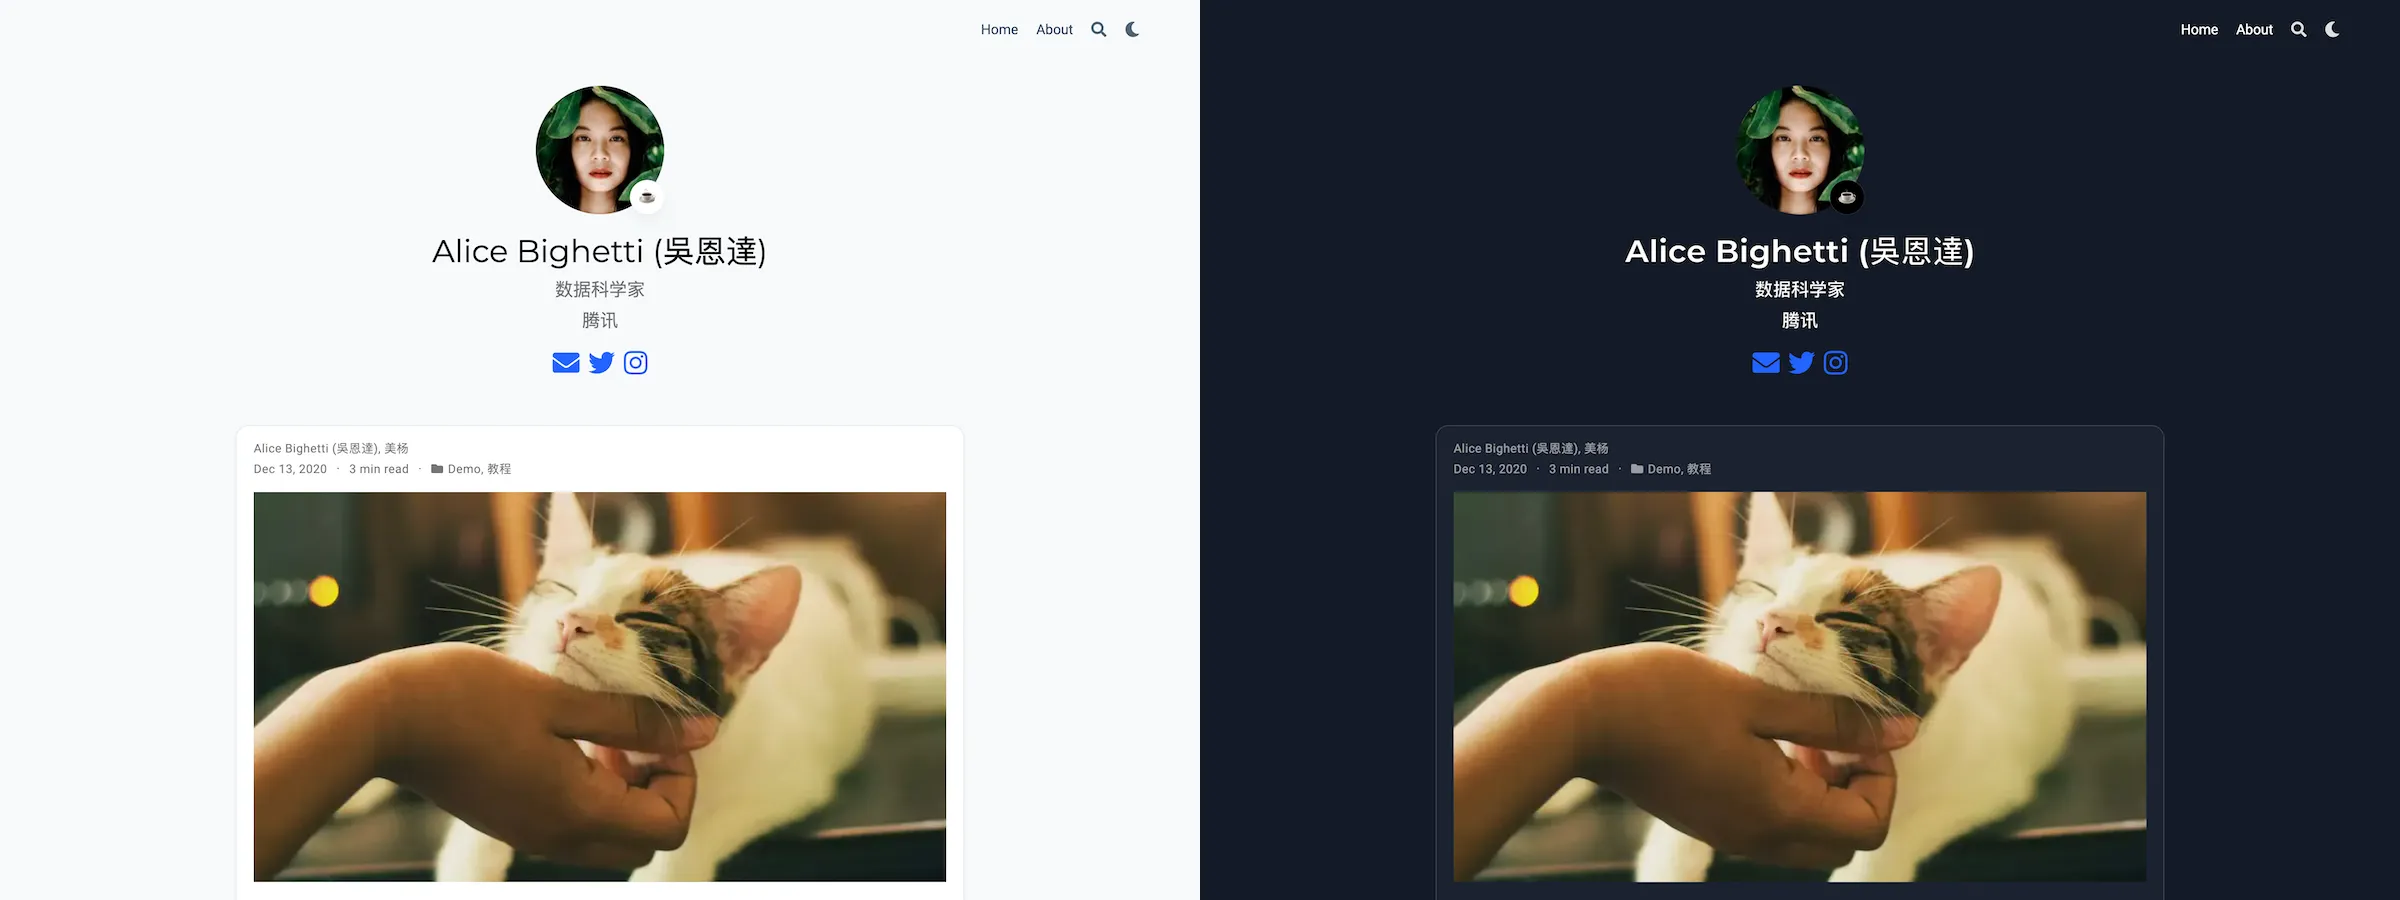 Home About
Alice Bighetti (吳恩達)
数据科学家
腾讯
Alice Bighetti (吳恩達), 美杨
Dec 13, 2020 · 3 min read · Demo, 教程
Home About
Alice Bighetti (吳恩達)
数据科学家
腾讯
Alice Bighetti (吳恩達), 美杨
Dec 13, 2020 · 3 min read · Demo, 教程